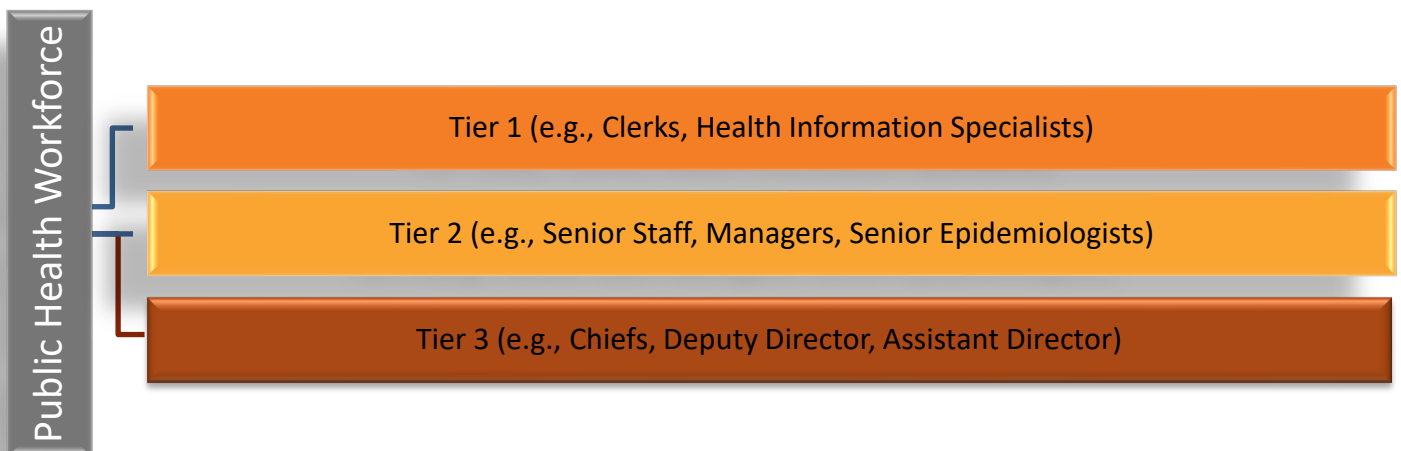 Public Health Workforce
Tier 1 (e.g., Clerks, Health Information Specialists)
Tier 2 (e.g., Senior Staff, Managers, Senior Epidemiologists)
Tier 3 (e.g., Chiefs, Deputy Director, Assistant Director)